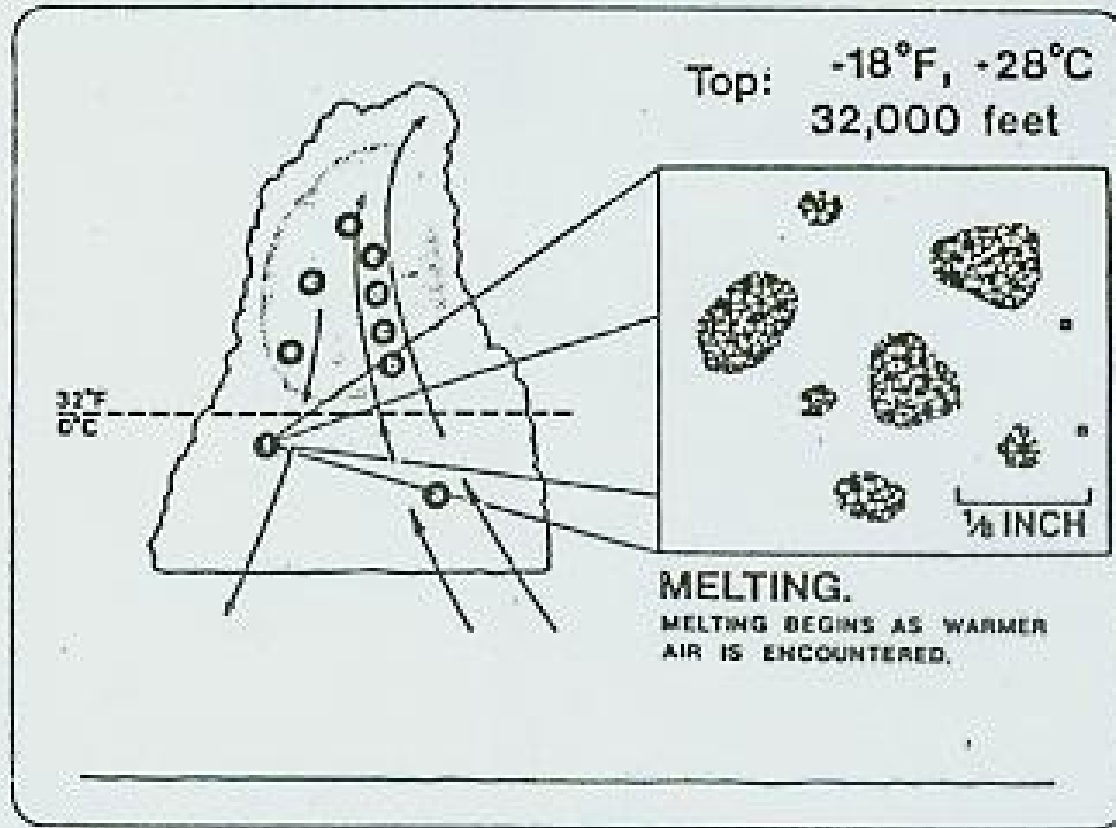 Top: -18°F, -28°C
32,000 feet
32°F
0°C
1/8 INCH
MELTING.
MELTING BEGINS AS WARMER
AIR IS ENCOUNTERED.